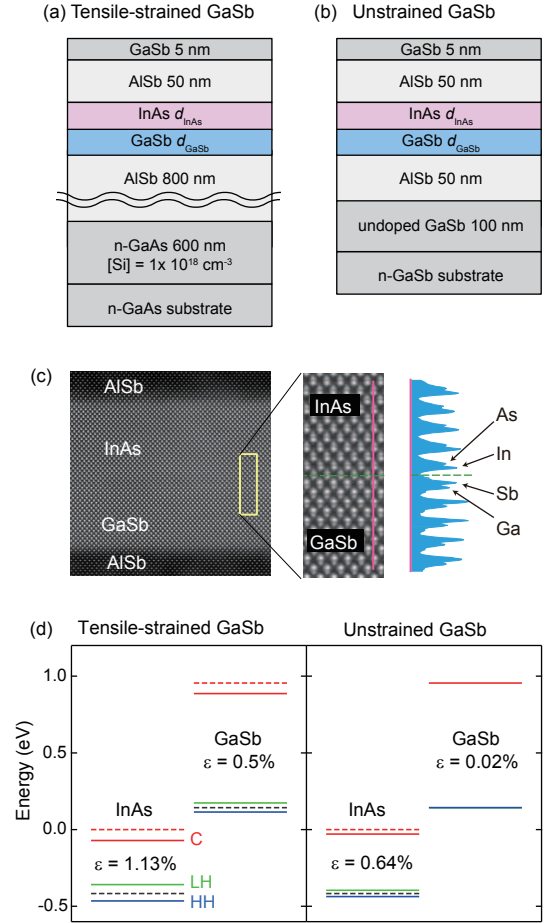 (a) Tensile-strained GaSb
GaSb 5 nm
AlSb 50 nm
InAs d_InAs
GaSb d_GaSb
AlSb 800 nm
n-GaAs 600 nm
[Si] = 1x 10^18 cm^-3
n-GaAs substrate
(b) Unstrained GaSb
GaSb 5 nm
AlSb 50 nm
InAs d_InAs
GaSb d_GaSb
AlSb 50 nm
undoped GaSb 100 nm
n-GaSb substrate
(c)
AlSb
InAs
GaSb
AlSb
InAs
GaSb
As
In
Sb
Ga
(d)
Tensile-strained GaSb
Unstrained GaSb
Energy (eV)
1.0
0.5
0.0
-0.5
GaSb
ε = 0.5%
InAs
C
ε = 1.13%
LH
HH
GaSb
ε = 0.02%
InAs
ε = 0.64%